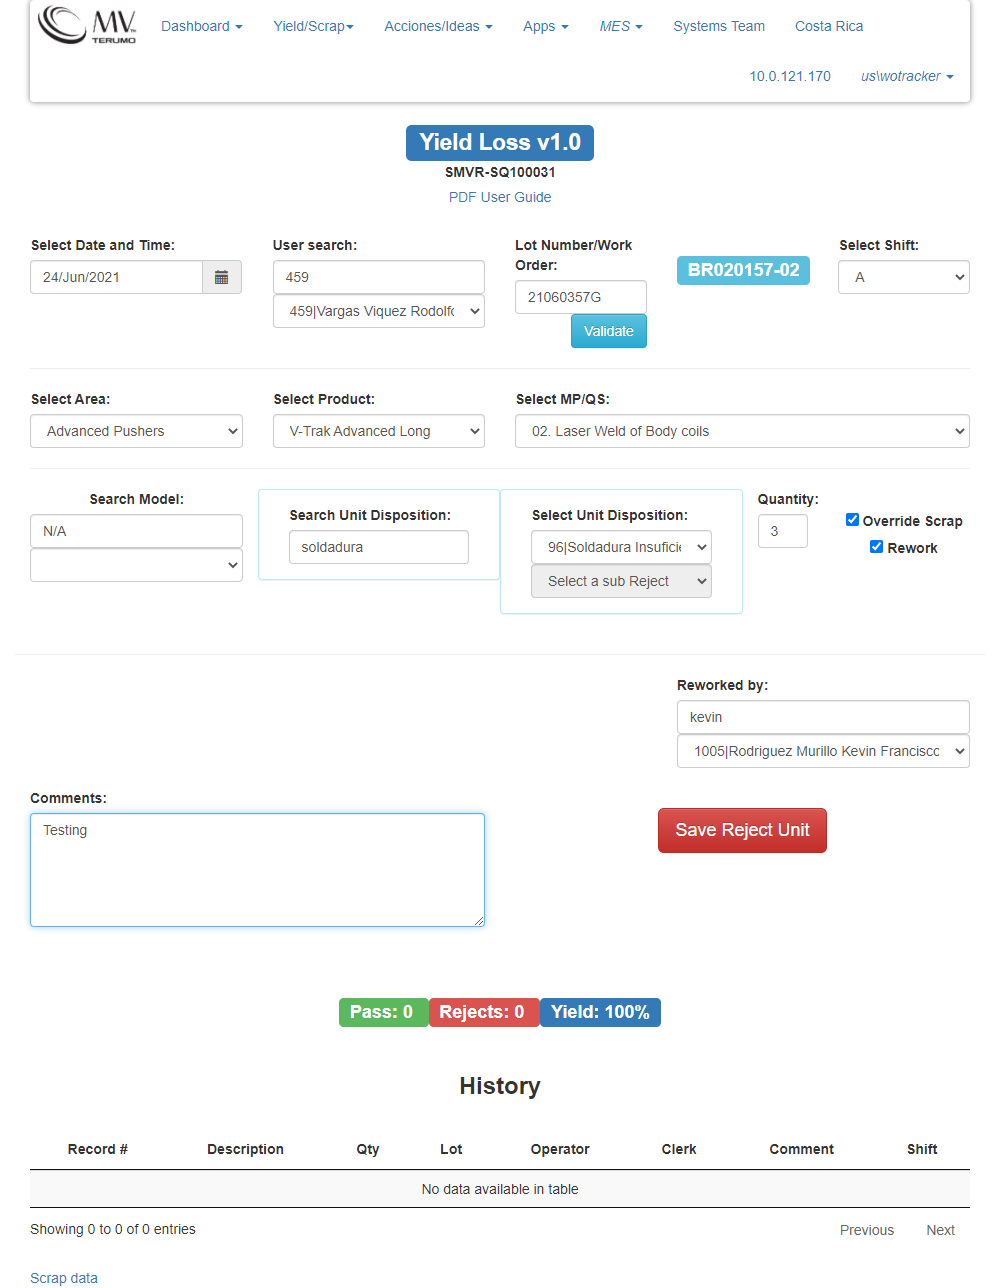 MV™
TERUMO
Dashboard
Yield/Scrap
Acciones/Ideas
Apps
MES
Systems Team
Costa Rica
10.0.121.170
us\wotracker
Yield Loss v1.0
SMVR-SQ100031
PDF User Guide
Select Date and Time:
24/Jun/2021
User search:
459
459|Vargas Viquez Rodolfo
Lot Number/Work
Order:
21060357G
Validate
BR020157-02
Select Shift:
A
Select Area:
Advanced Pushers
Select Product:
V-Trak Advanced Long
Select MP/QS:
02. Laser Weld of Body coils
Search Model:
N/A
Search Unit Disposition:
soldadura
Select Unit Disposition:
96|Soldadura Insuficie
Select a sub Reject
Quantity:
3
Override Scrap
Rework
Reworked by:
kevin
1005|Rodriguez Murillo Kevin Francisco
Comments:
Testing
Save Reject Unit
Pass: 0
Rejects: 0
Yield: 100%
History
Record # Description Qty Lot Operator Clerk Comment Shift
No data available in table
Showing 0 to 0 of 0 entries
Previous Next
Scrap data